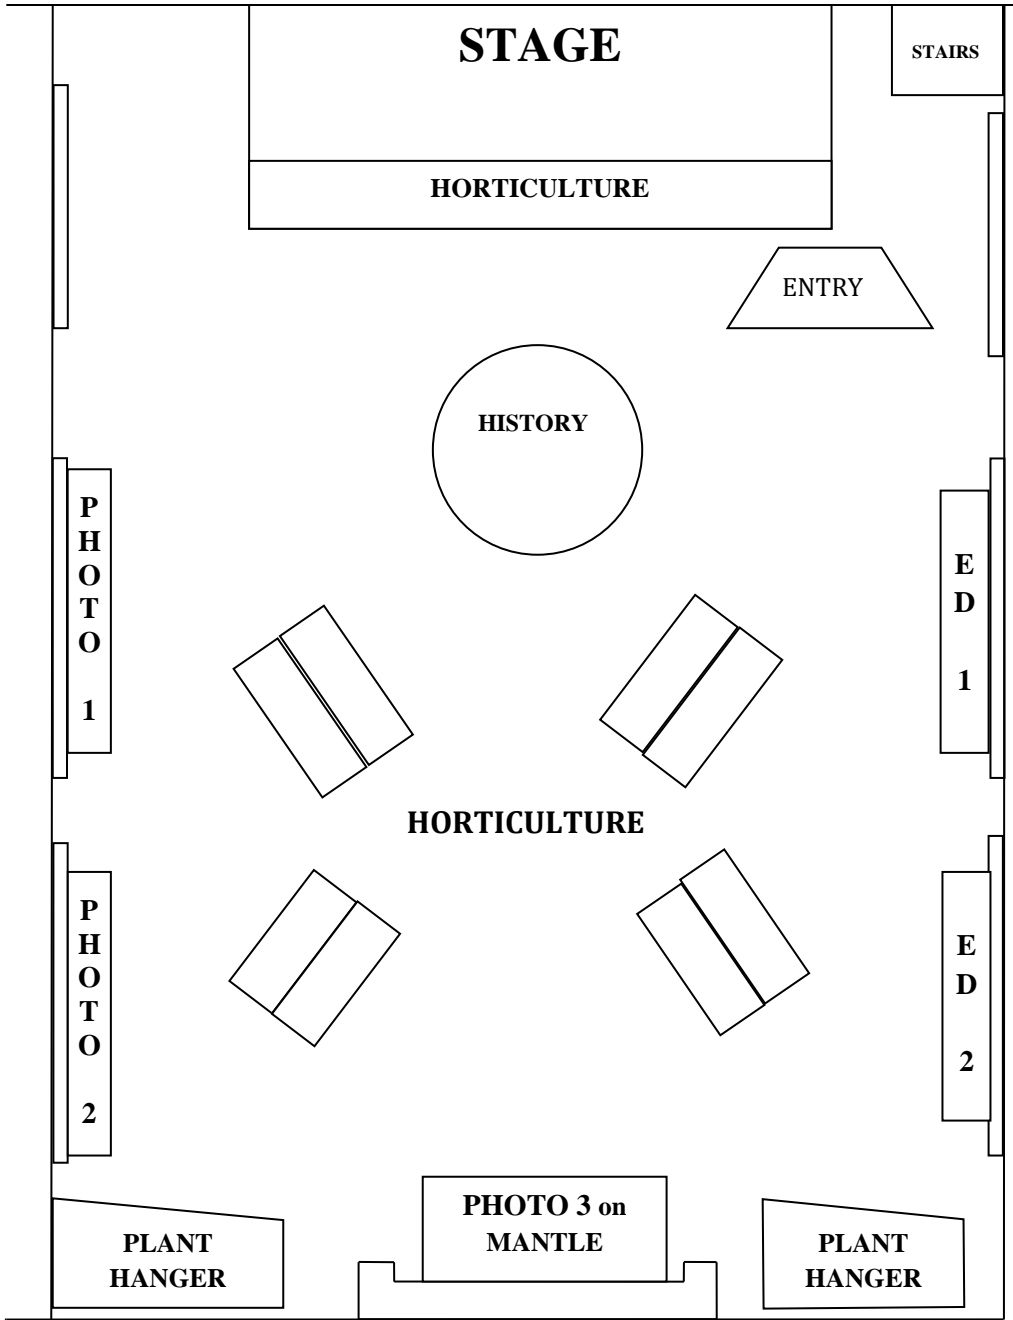 STAGE
STAIRS
HORTICULTURE
ENTRY
HISTORY
P
H
O
T
O
1
E
D
1
HORTICULTURE
P
H
O
T
O
2
E
D
2
PHOTO 3 on
MANTLE
PLANT
HANGER
PLANT
HANGER